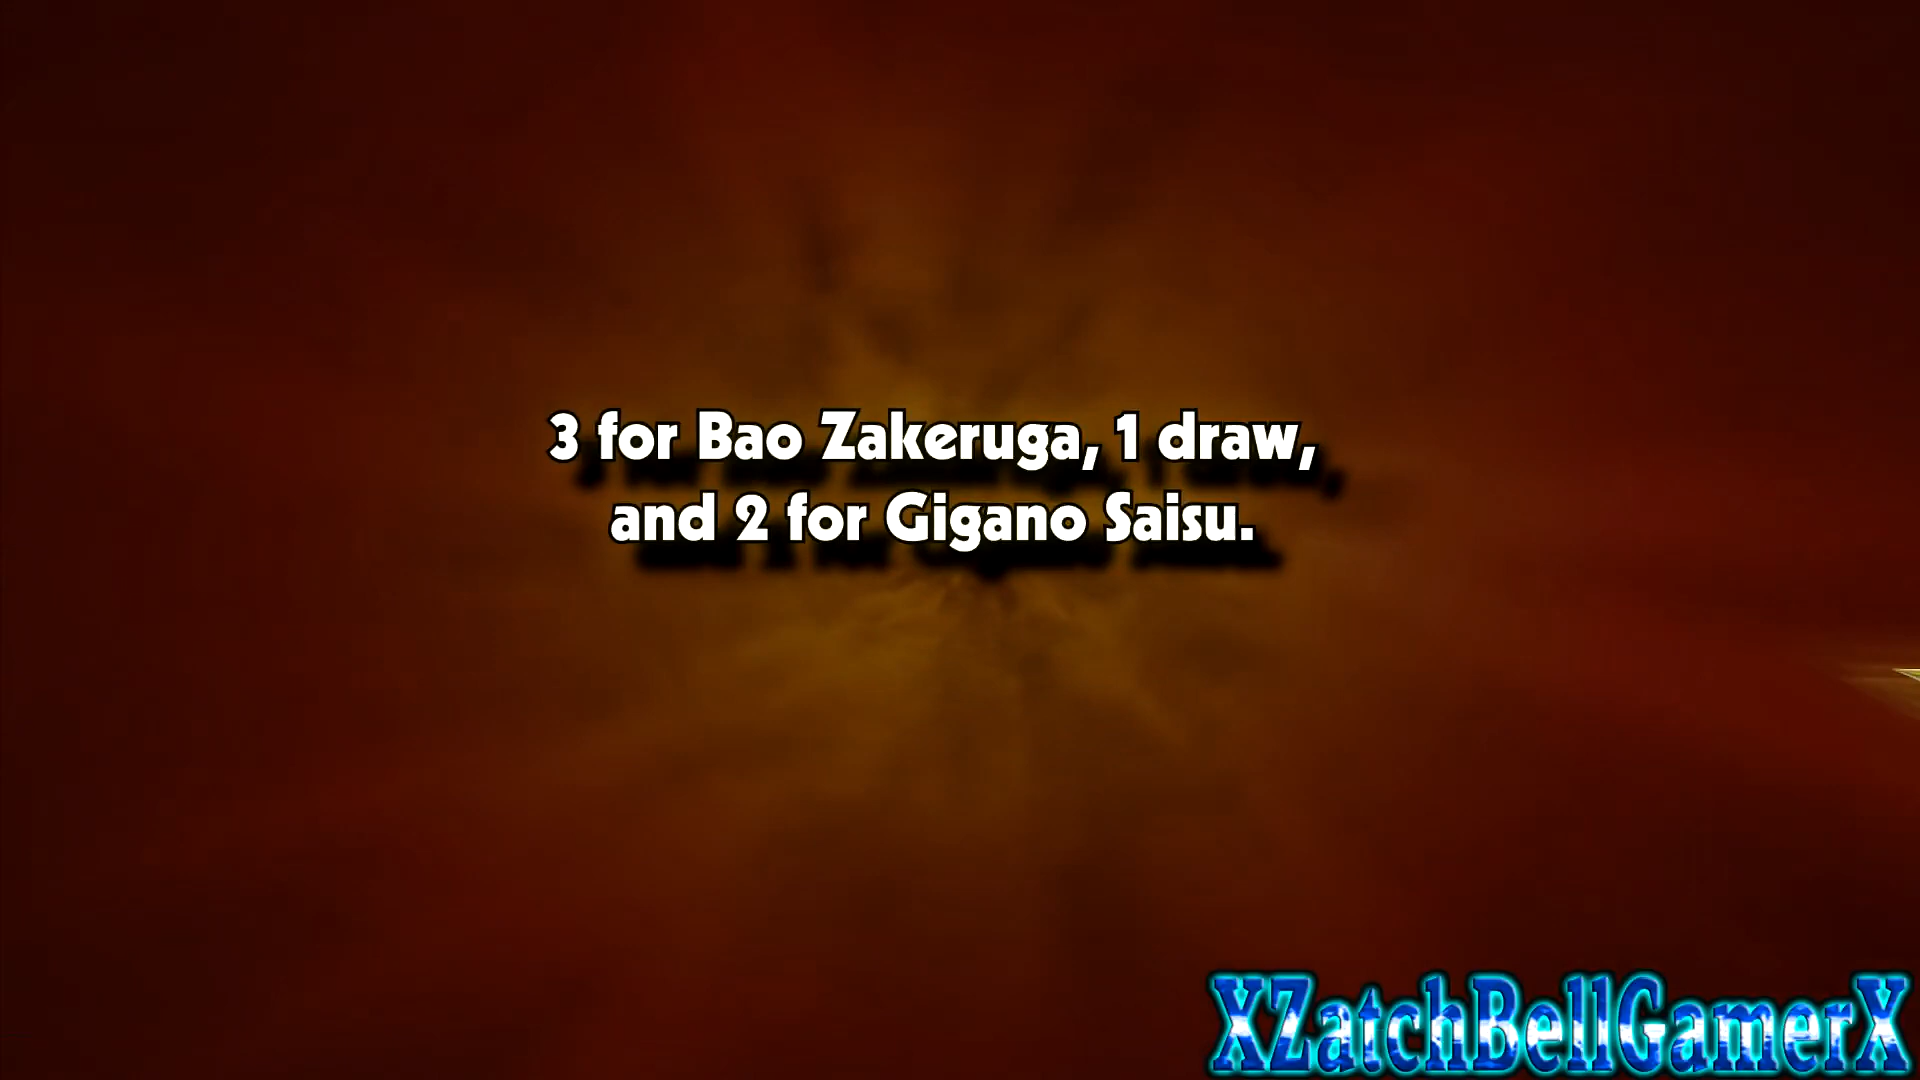 3 for Bao Zakeruga, 1 draw,
and 2 for Gigano Saisu.
XZatchBellGamerX